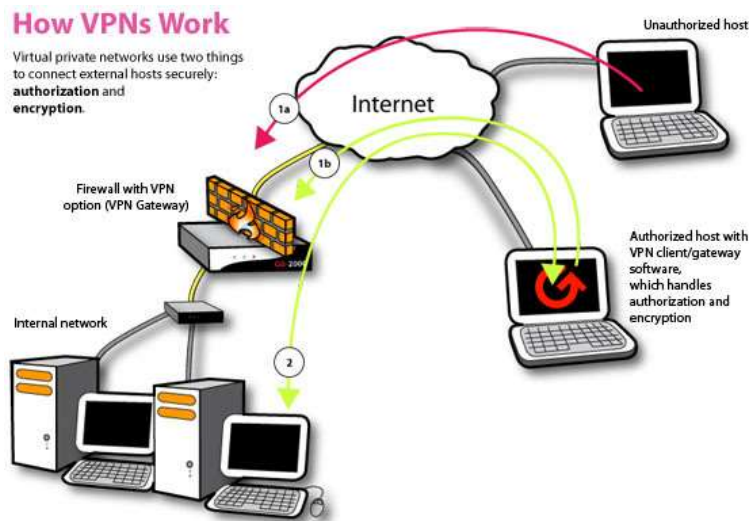 How VPNs Work
Virtual private networks use two things
to connect external hosts securely:
authorization and
encryption.
Unauthorized host
Internet
1a
1b
Firewall with VPN
option (VPN Gateway)
Authorized host with
VPN client/gateway
software,
which handles
authorization and
encryption
Internal network
2